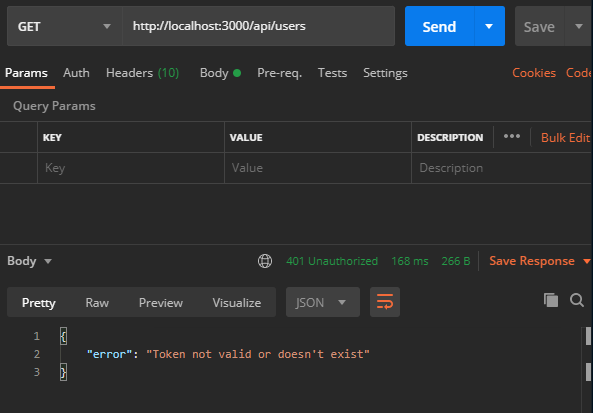 GET http://localhost:3000/api/users Send Save
Params Auth Headers (10) Body Pre-req. Tests Settings Cookies Code
Query Params
KEY VALUE DESCRIPTION ••• Bulk Edit
Key Value Description
Body 401 Unauthorized 168 ms 266 B Save Response
Pretty Raw Preview Visualize JSON
1 {
2 "error": "Token not valid or doesn't exist"
3 }